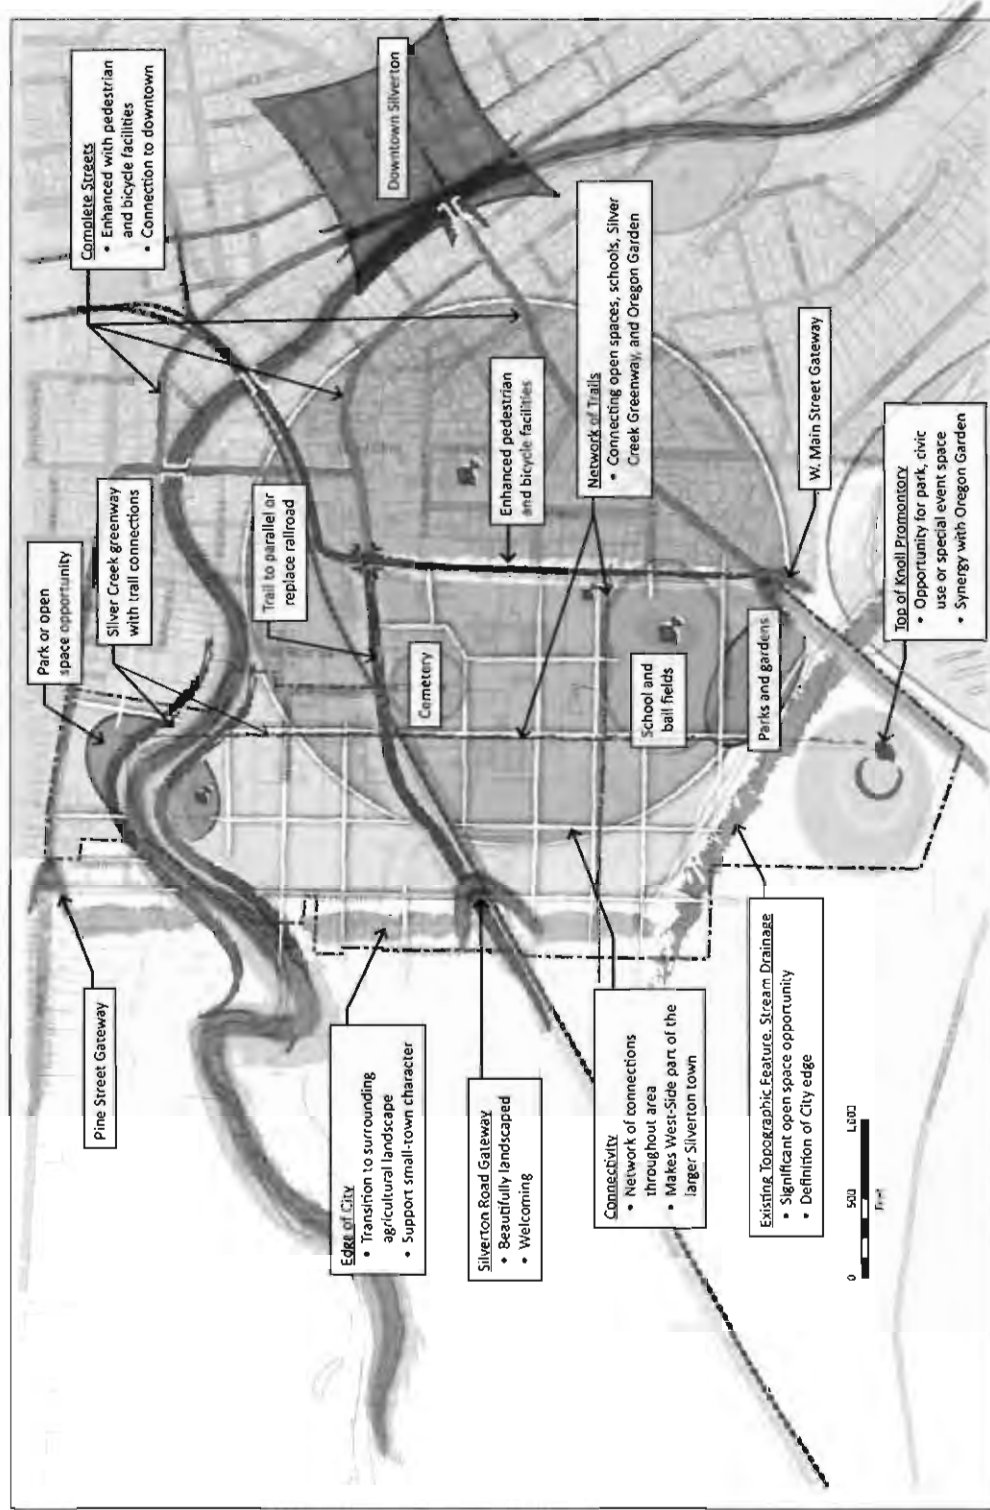 Pine Street Gateway
Park or open
space opportunity
Silver Creek greenway
with trail connections
Complete Streets
• Enhanced with pedestrian
and bicycle facilities
• Connection to downtown
Downtown Silverton
Trail to parallel or
replace railroad
Edge of City
• Transition to surrounding
agricultural landscape
• Support small-town character
Cemetery
Silverton Road Gateway
• Beautifully landscaped
• Welcoming
Enhanced pedestrian
and bicycle facilities
Network of Trails
• Connecting open spaces, schools, Silver
Creek Greenway, and Oregon Garden
Connectivity
• Network of connections
throughout area
• Makes West-Side part of the
larger Silverton town
School and
ball fields
Parks and gardens
W. Main Street Gateway
Existing Topographic Feature, Stream Drainage
• Significant open space opportunity
• Definition of City edge
Top of Knoll Promontory
• Opportunity for park, civic
use or special event space
• Synergy with Oregon Garden
0 500 1,000
Feet